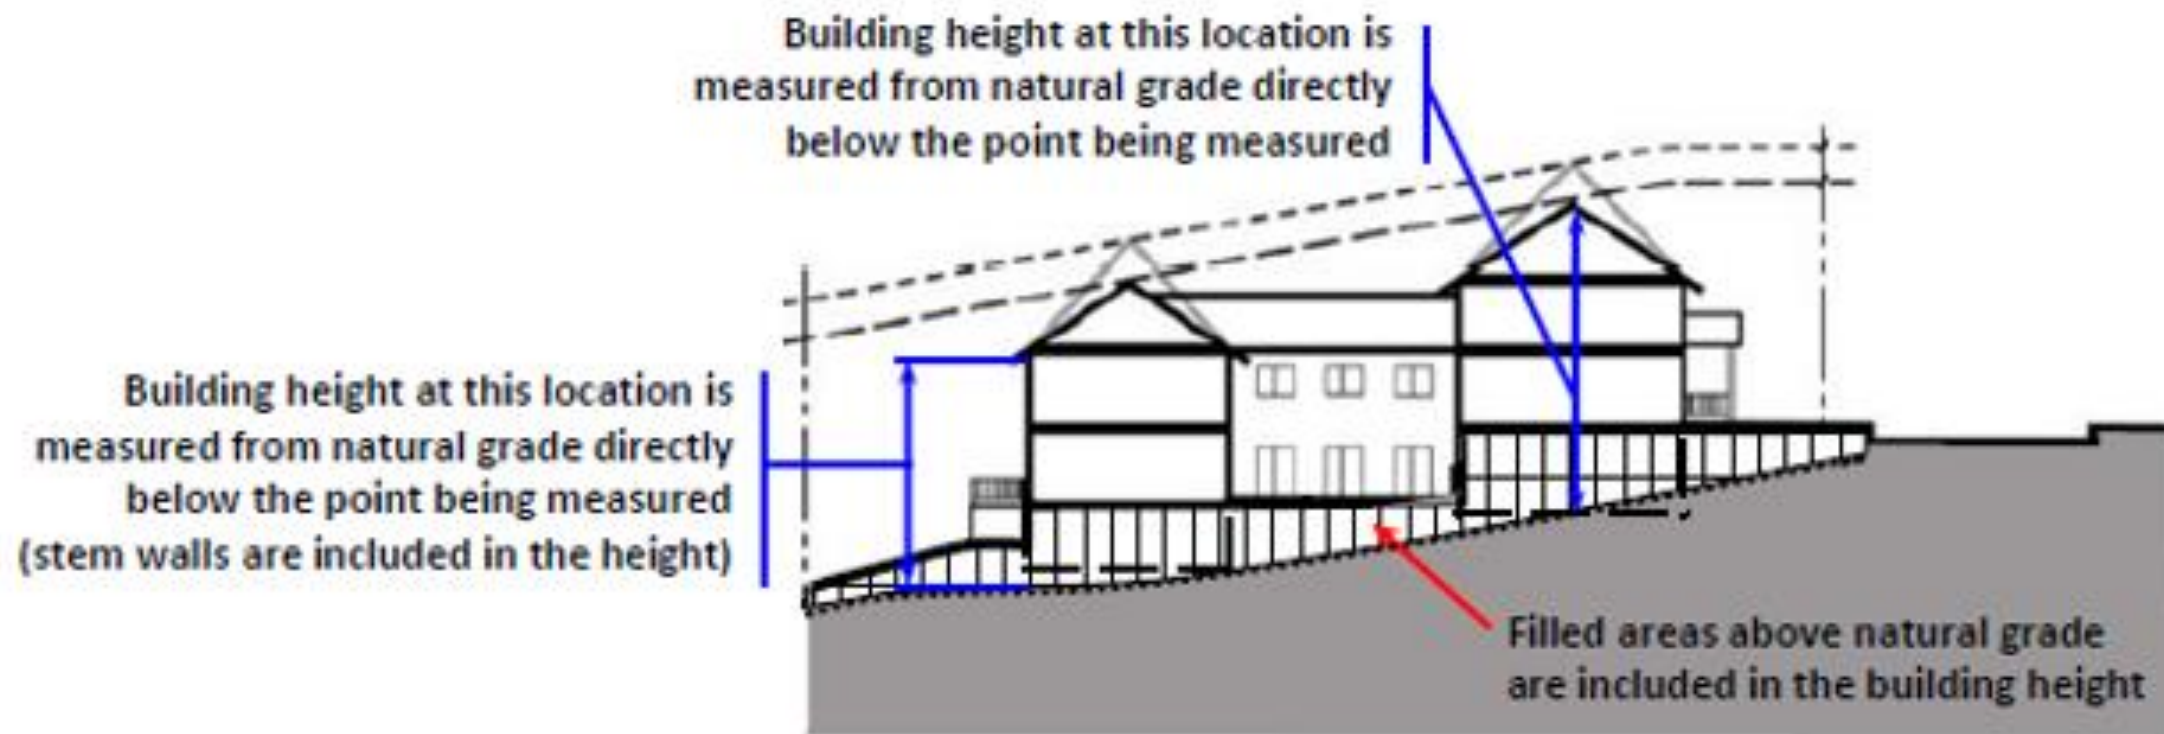 Building height at this location is
measured from natural grade directly
below the point being measured
Building height at this location is
measured from natural grade directly
below the point being measured
(stem walls are included in the height)
Filled areas above natural grade
are included in the building height